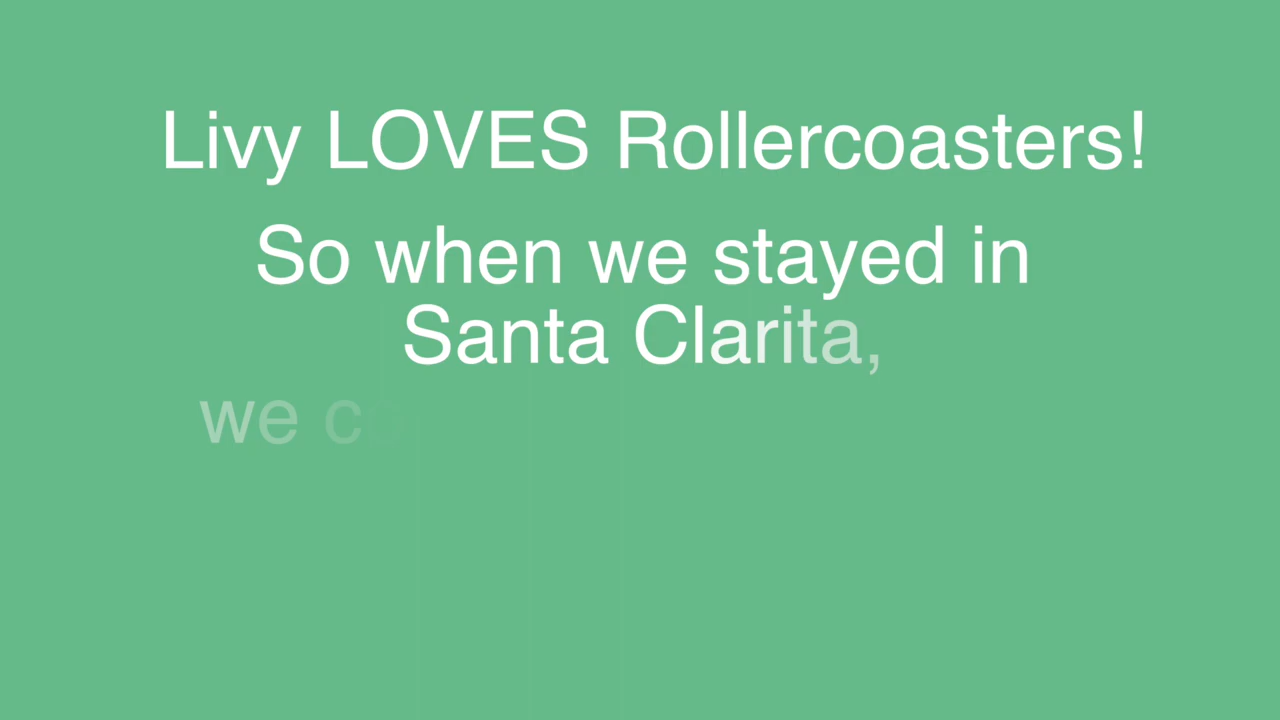 Livy LOVES Rollercoasters!
So when we stayed in
Santa Clarita,
we